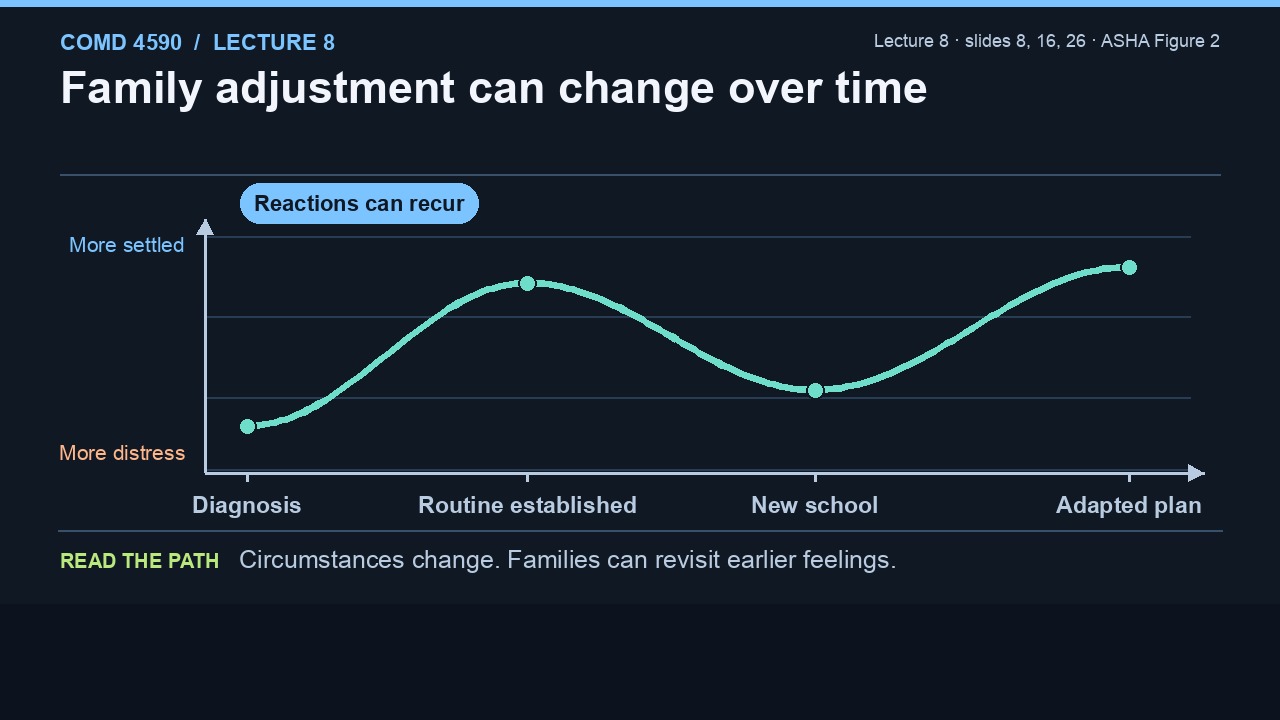 COMD 4590 / LECTURE 8
Lecture 8 · slides 8, 16, 26 · ASHA Figure 2
Family adjustment can change over time
Reactions can recur
More settled
More distress
Diagnosis
Routine established
New school
Adapted plan
READ THE PATH Circumstances change. Families can revisit earlier feelings.